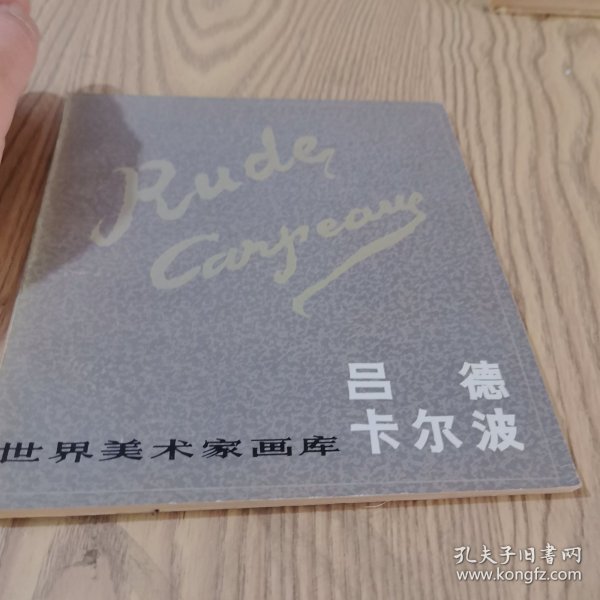 Rude,
Carpeaux
吕 德
卡尔波
世界美术家画库
孔夫子旧书网
www.kongfz.com